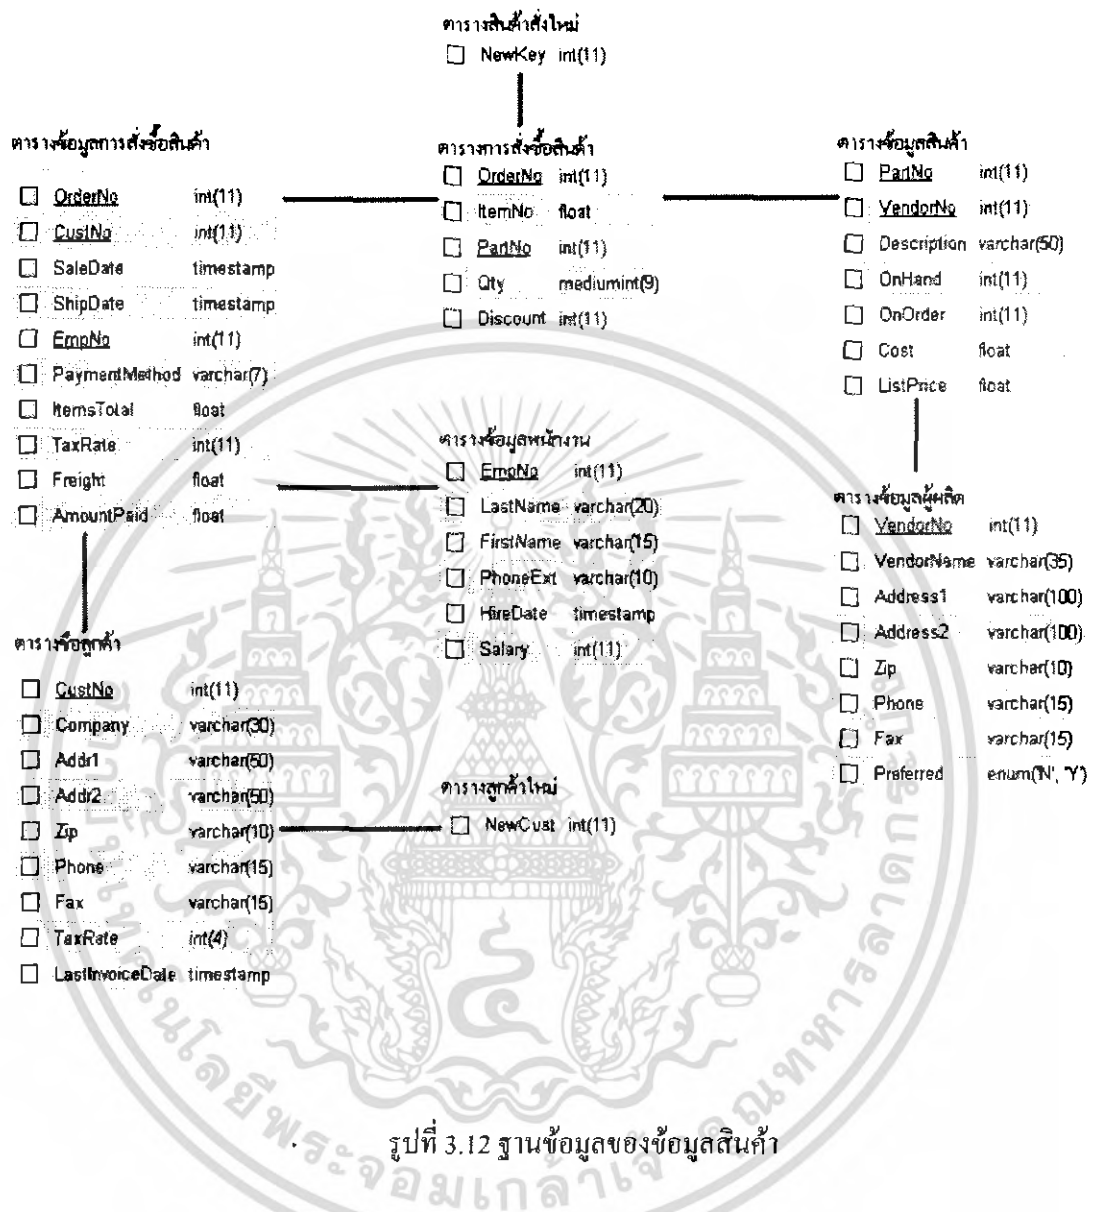 ตารางสินค้าสั่งใหม่
NewKey int(11)
ตารางข้อมูลการสั่งซื้อสินค้า
OrderNo int(11)
CustNo int(11)
SaleDate timestamp
ShipDate timestamp
EmpNo int(11)
PaymentMethod varchar(7)
ItemsTotal float
TaxRate int(11)
Freight float
AmountPaid float
ตารางการสั่งซื้อสินค้า
OrderNo int(11)
ItemNo float
PartNo int(11)
Qty mediumint(9)
Discount int(11)
ตารางข้อมูลสินค้า
PartNo int(11)
VendorNo int(11)
Description varchar(50)
OnHand int(11)
OnOrder int(11)
Cost float
ListPrice float
ตารางข้อมูลพนักงาน
EmpNo int(11)
LastName varchar(20)
FirstName varchar(15)
PhoneExt varchar(10)
HireDate timestamp
Salary int(11)
ตารางข้อมูลผู้ผลิต
VendorNo int(11)
VendorName varchar(35)
Address1 varchar(100)
Address2 varchar(100)
Zip varchar(10)
Phone varchar(15)
Fax varchar(15)
Preferred enum('N', 'Y')
ตารางชื่อลูกค้า
CustNo int(11)
Company varchar(30)
Addr1 varchar(50)
Addr2 varchar(50)
Zip varchar(10)
Phone varchar(15)
Fax varchar(15)
TaxRate int(4)
LastInvoiceDate timestamp
ตารางลูกค้าใหม่
NewCust int(11)
รูปที่ 3.12 ฐานข้อมูลของข้อมูลสินค้า